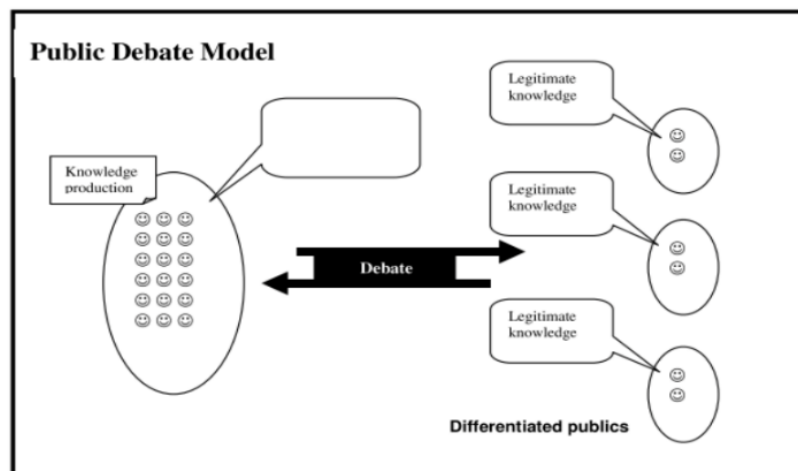 Public Debate Model
Knowledge
production
Debate
Legitimate
knowledge
Legitimate
knowledge
Legitimate
knowledge
Differentiated publics